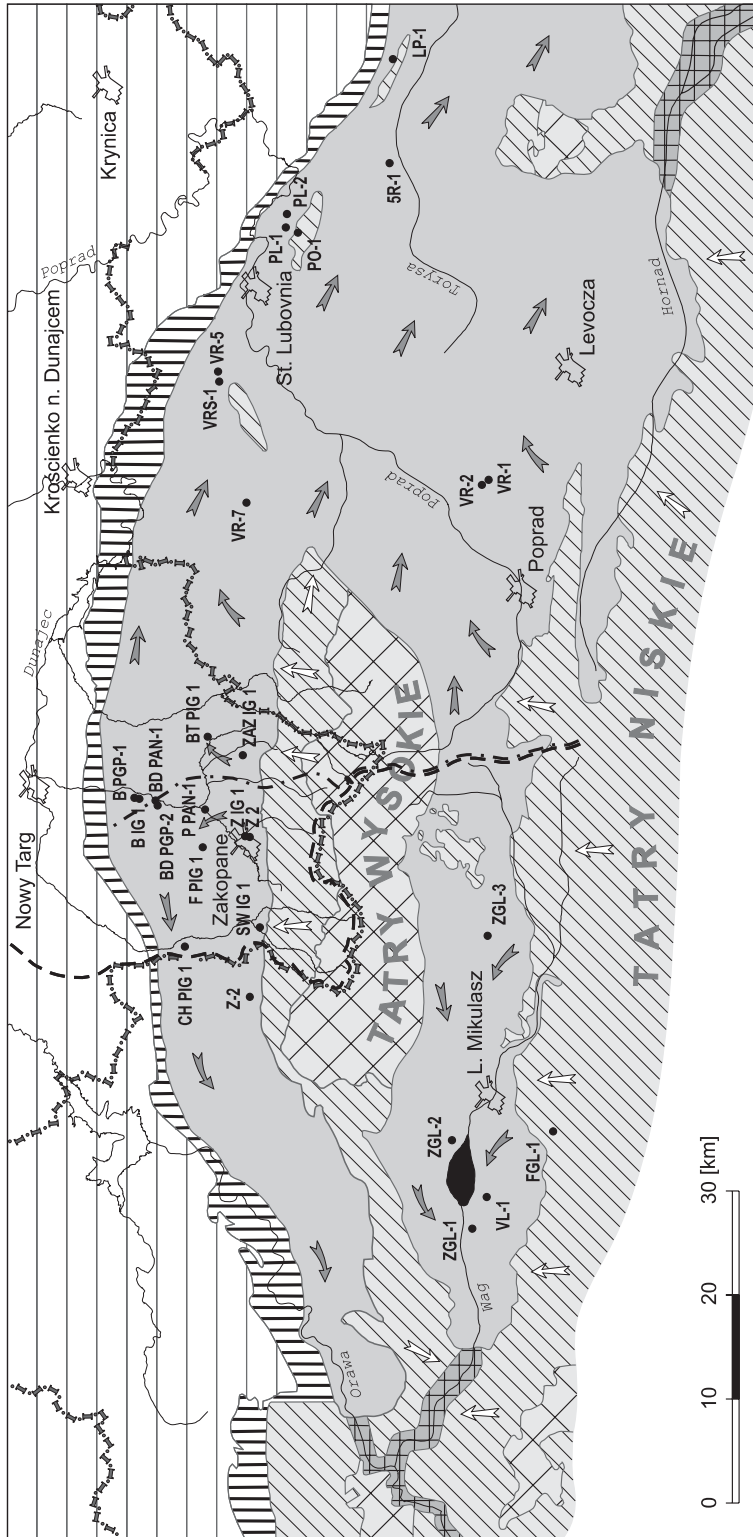 Nowy Targ
Dunajec
Krościenko n. Dunajcem
Poprad
Krynica
B PGP-1
B IG 1
BD PAN-1
BD PGP-2
P PAN-1
BT PIG 1
F PIG 1
Zakopane
Z IG 1
Z 2
ZAZ IG 1
SW IG 1
CH PIG 1
Z-2
VR-7
VRS-1
VR-5
St. Lubovnia
PL-1
PL-2
PO-1
LP-1
5R-1
Torysa
Orawa
TATRY WYSOKIE
Poprad
VR-2
VR-1
Poprad
Levocza
Hornad
ZGL-3
L. Mikulasz
ZGL-2
ZGL-1
VL-1
FGL-1
Wag
TATRY NISKIE
0 10 20 30 [km]